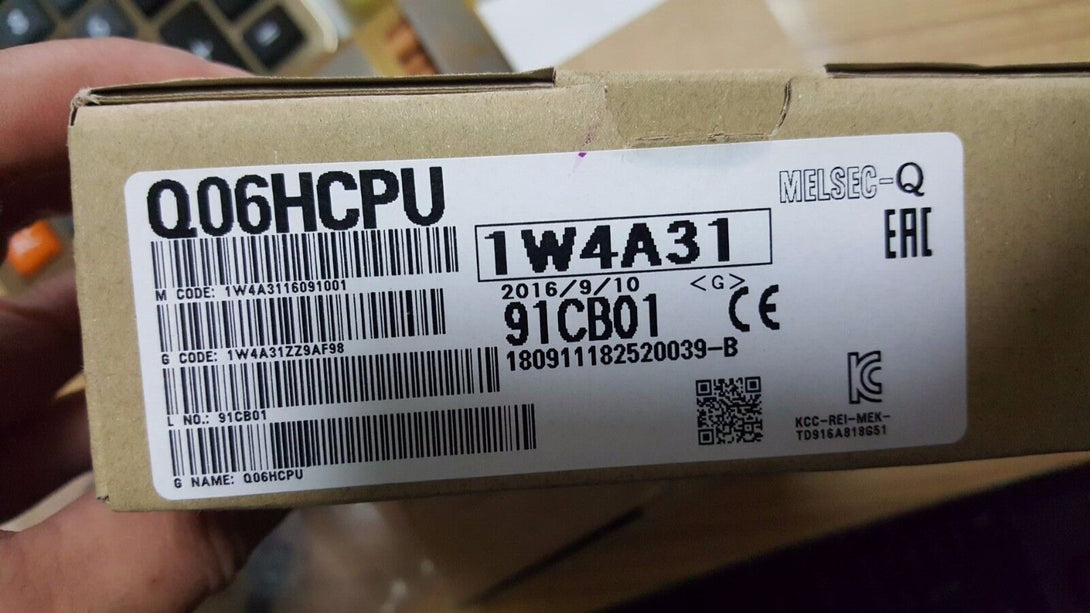 Q06HCPU
MELSEC-Q
EAC
1W4A31
M CODE: 1W4A3116091001
2016/9/10 <G>
91CB01
CE
180911182520039-B
G CODE: 1W4A31ZZ9AF98
L NO.: 91CB01
KC
KCC-REI-MEK-
TD916A818G51
G NAME: Q06HCPU